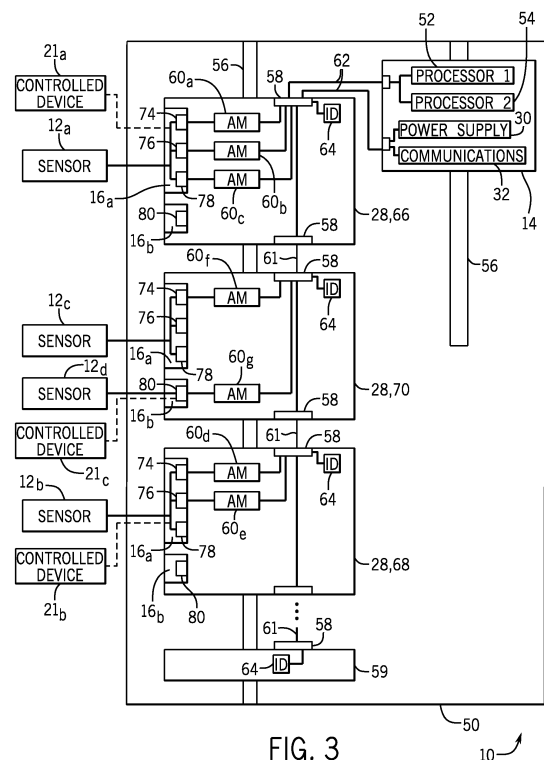 52
54
21a
56
60a
58
62
PROCESSOR 1
CONTROLLED
DEVICE
74
AM
ID
PROCESSOR 2
12a
76
AM
64
POWER SUPPLY
30
SENSOR
16a
AM
60b
COMMUNICATIONS
78
60c
32
14
80
16b
58
28,66
60f
61
58
56
12c
74
AM
ID
76
64
SENSOR
16a
78
12d
60g
80
SENSOR
AM
58
16b
28,70
CONTROLLED
DEVICE
60d
61
58
21c
74
AM
ID
12b
76
AM
64
SENSOR
60e
16a
78
CONTROLLED
DEVICE
28,68
16b
80
21b
61
58
64
ID
59
50
FIG. 3
10